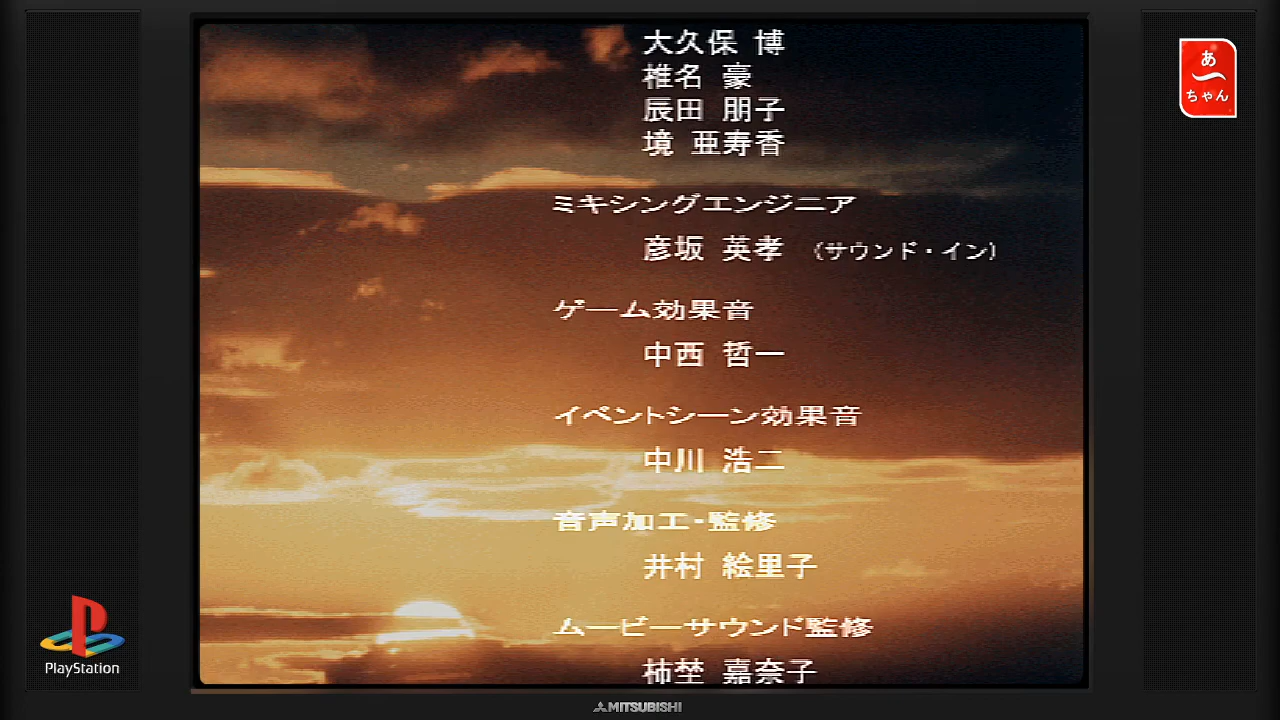 大久保 博
椎名 豪
辰田 朋子
境 亜寿香
ミキシングエンジニア
彦坂 英孝 (サウンド・イン)
ゲーム効果音
中西 哲一
イベントシーン効果音
中川 浩二
音声加工・監修
井村 絵里子
ムービーサウンド監修
柿埜 嘉奈子
あーちゃん
PlayStation
MITSUBISHI